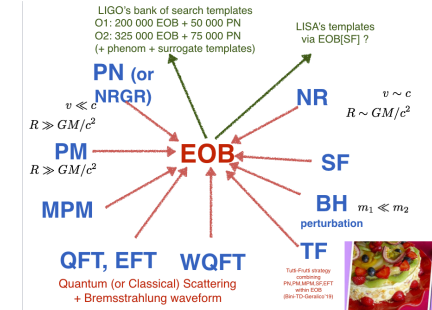 LIGO's bank of search templates
O1: 200 000 EOB + 50 000 PN
O2: 325 000 EOB + 75 000 PN
(+ phenom + surrogate templates)
LISA's templates
via EOB[SF] ?
PN (or
NRGR)
v ≪ c
R ≫ GM/c²
NR
v ∼ c
R ∼ GM/c²
PM
R ≫ GM/c²
EOB
SF
MPM
BH
perturbation
m₁ ≪ m₂
QFT, EFT
WQFT
TF
Quantum (or Classical) Scattering
+ Bremsstrahlung waveform
Tutti-Frutti strategy
combining
PN,PM,MPM,SF,EFT
within EOB
(Bini-TD-Geralico'19)